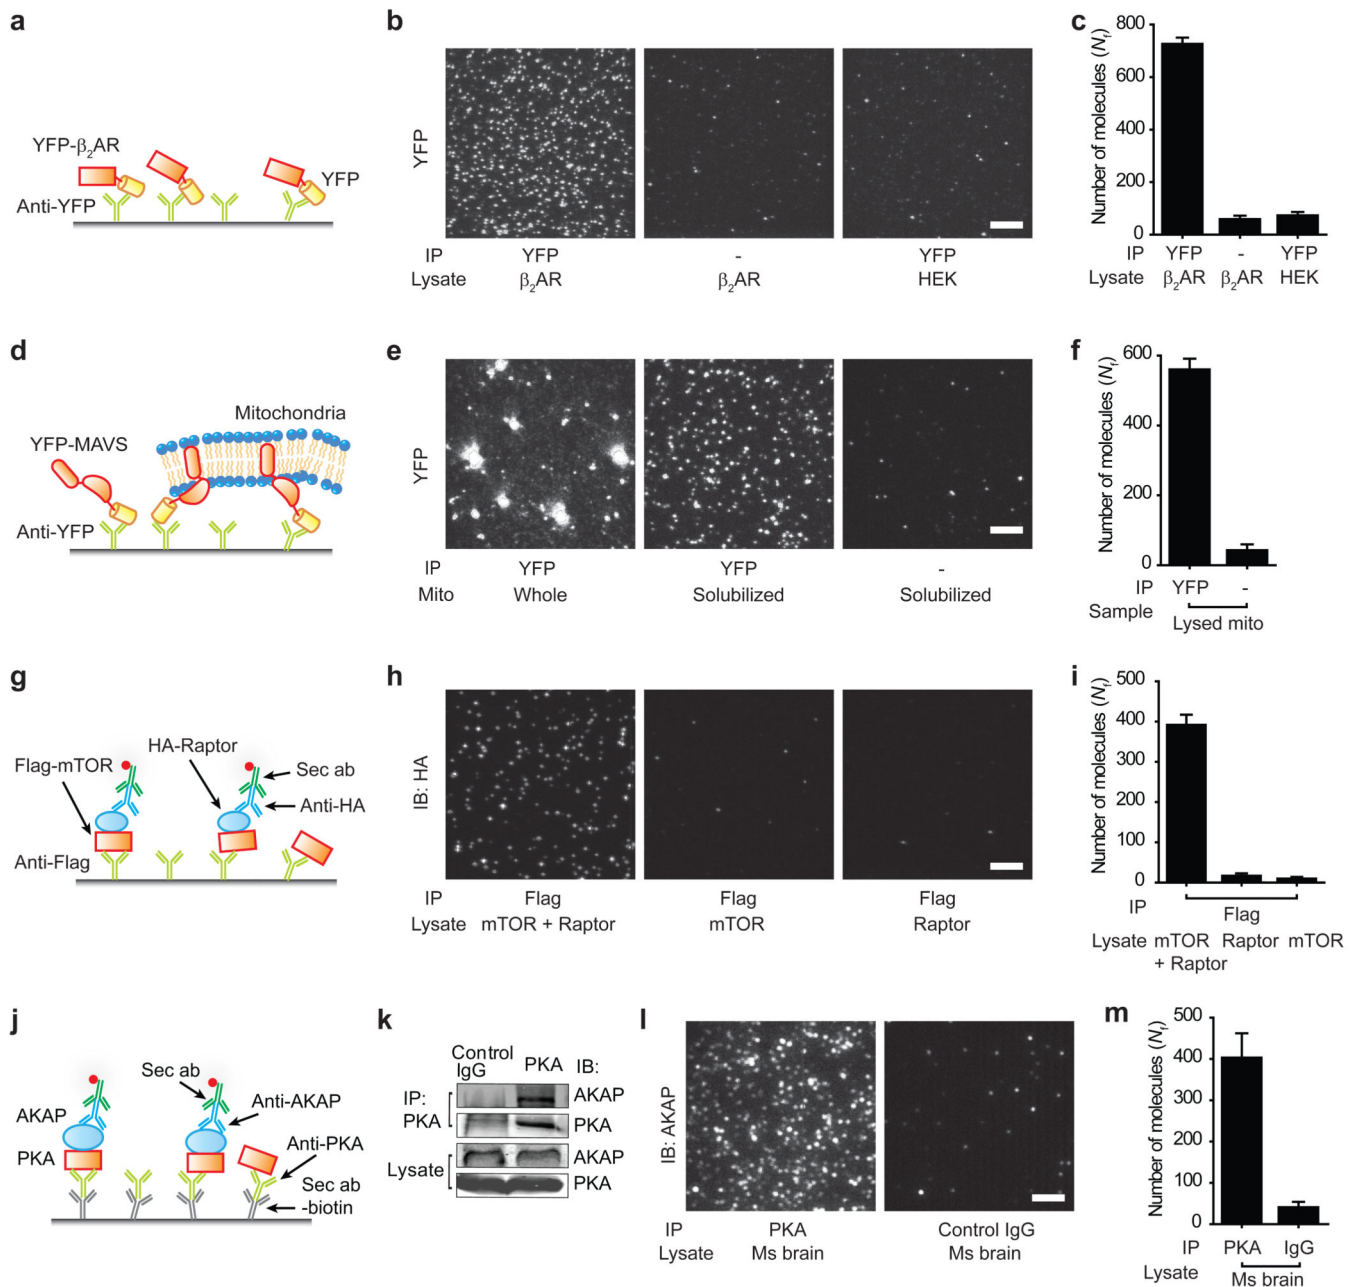 a
YFP-β2AR
YFP
Anti-YFP
b
YFP
IP YFP - YFP
Lysate β2AR β2AR HEK
c
Number of molecules (Nf)
800
600
400
200
0
IP YFP - YFP
Lysate β2AR β2AR HEK
d
Mitochondria
YFP-MAVS
Anti-YFP
e
YFP
IP YFP YFP -
Mito Whole Solubilized Solubilized
f
Number of molecules (Nf)
600
400
200
0
IP YFP -
Sample
Lysed mito
g
HA-Raptor
Flag-mTOR
Sec ab
Anti-HA
Anti-Flag
h
IB: HA
IP Flag Flag Flag
Lysate mTOR + Raptor mTOR Raptor
i
Number of molecules (Nf)
500
400
300
200
100
0
IP
Flag
Lysate mTOR Raptor mTOR
+ Raptor
j
Sec ab
AKAP
Anti-AKAP
Anti-PKA
PKA
Sec ab
-biotin
k
Control
IgG
PKA
IB:
IP:
PKA
AKAP
PKA
Lysate
AKAP
PKA
l
IB: AKAP
IP PKA Control IgG
Lysate Ms brain Ms brain
m
Number of molecules (Nf)
500
400
300
200
100
0
IP PKA IgG
Lysate Ms brain